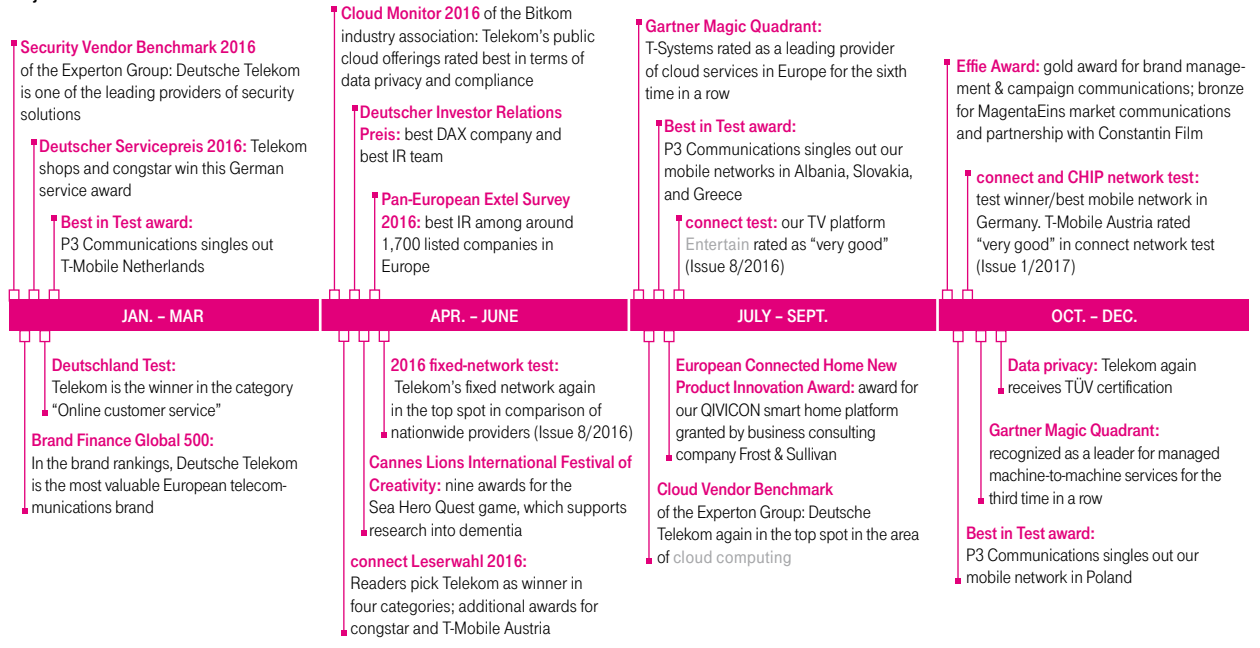 Security Vendor Benchmark 2016
of the Experton Group: Deutsche Telekom
is one of the leading providers of security
solutions
Deutscher Servicepreis 2016: Telekom
shops and congstar win this German
service award
Best in Test award:
P3 Communications singles out
T-Mobile Netherlands
Cloud Monitor 2016 of the Bitkom
industry association: Telekom's public
cloud offerings rated best in terms of
data privacy and compliance
Deutscher Investor Relations
Preis: best DAX company and
best IR team
Pan-European Extel Survey
2016: best IR among around
1,700 listed companies in
Europe
Gartner Magic Quadrant:
T-Systems rated as a leading provider
of cloud services in Europe for the sixth
time in a row
Best in Test award:
P3 Communications singles out our
mobile networks in Albania, Slovakia,
and Greece
connect test: our TV platform
Entertain rated as “very good”
(Issue 8/2016)
Effie Award: gold award for brand manage-
ment & campaign communications; bronze
for MagentaEins market communications
and partnership with Constantin Film
connect and CHIP network test:
test winner/best mobile network in
Germany. T-Mobile Austria rated
“very good” in connect network test
(Issue 1/2017)
JAN. – MAR
APR. – JUNE
JULY – SEPT.
OCT. – DEC.
Deutschland Test:
Telekom is the winner in the category
“Online customer service”
Brand Finance Global 500:
In the brand rankings, Deutsche Telekom
is the most valuable European telecom-
munications brand
2016 fixed-network test:
Telekom's fixed network again
in the top spot in comparison of
nationwide providers (Issue 8/2016)
Cannes Lions International Festival of
Creativity: nine awards for the
Sea Hero Quest game, which supports
research into dementia
connect Leserwahl 2016:
Readers pick Telekom as winner in
four categories; additional awards for
congstar and T-Mobile Austria
European Connected Home New
Product Innovation Award: award for
our QIVICON smart home platform
granted by business consulting
company Frost & Sullivan
Cloud Vendor Benchmark
of the Experton Group: Deutsche
Telekom again in the top spot in the area
of cloud computing
Data privacy: Telekom again
receives TÜV certification
Gartner Magic Quadrant:
recognized as a leader for managed
machine-to-machine services for the
third time in a row
Best in Test award:
P3 Communications singles out our
mobile network in Poland